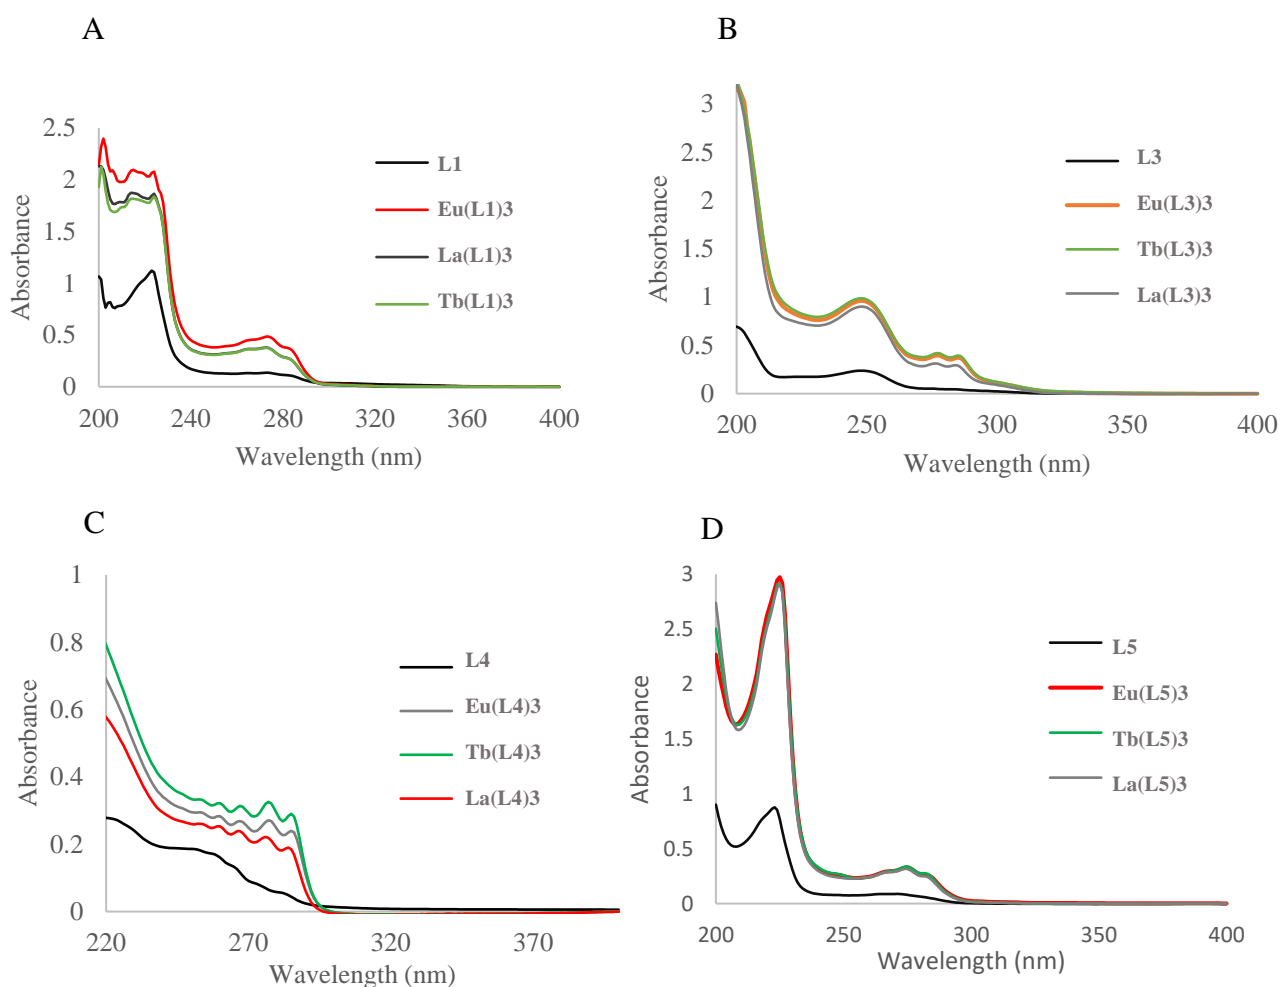 A
Absorbance
2.5
2
1.5
1
0.5
0
200 240 280 320 360 400
Wavelength (nm)
L1
Eu(L1)3
La(L1)3
Tb(L1)3
B
Absorbance
3
2.5
2
1.5
1
0.5
0
200 250 300 350 400
Wavelength (nm)
L3
Eu(L3)3
Tb(L3)3
La(L3)3
C
Absorbance
1
0.8
0.6
0.4
0.2
0
220 270 320 370
Wavelength (nm)
L4
Eu(L4)3
Tb(L4)3
La(L4)3
D
Absorbance
3
2.5
2
1.5
1
0.5
0
200 250 300 350 400
Wavelength (nm)
L5
Eu(L5)3
Tb(L5)3
La(L5)3